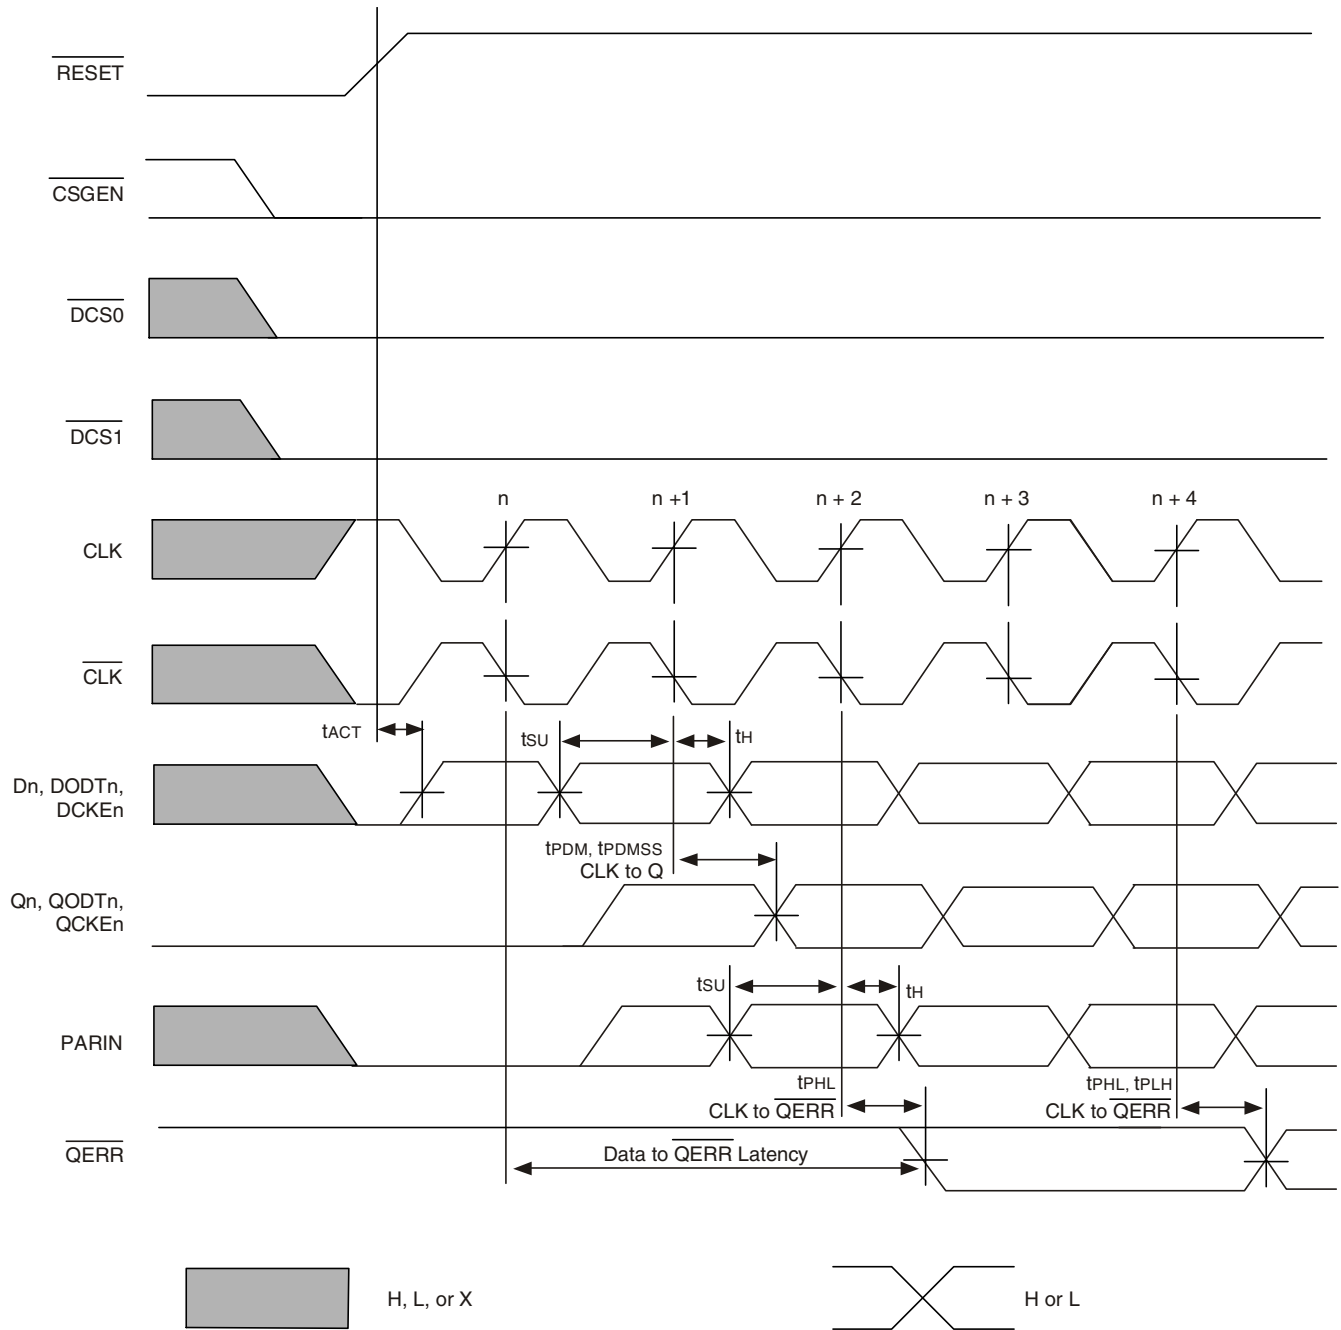 RESET
CSGEN
DCS0
DCS1
n
n +1
n + 2
n + 3
n + 4
CLK
CLK
tACT
tSU
tH
Dn, DODTn,
DCKEn
tPDM, tPDMSS
CLK to Q
Qn, QODTn,
QCKEn
tSU
tH
PARIN
tPHL
CLK to QERR
tPHL, tPLH
CLK to QERR
QERR
Data to QERR Latency
H, L, or X
H or L